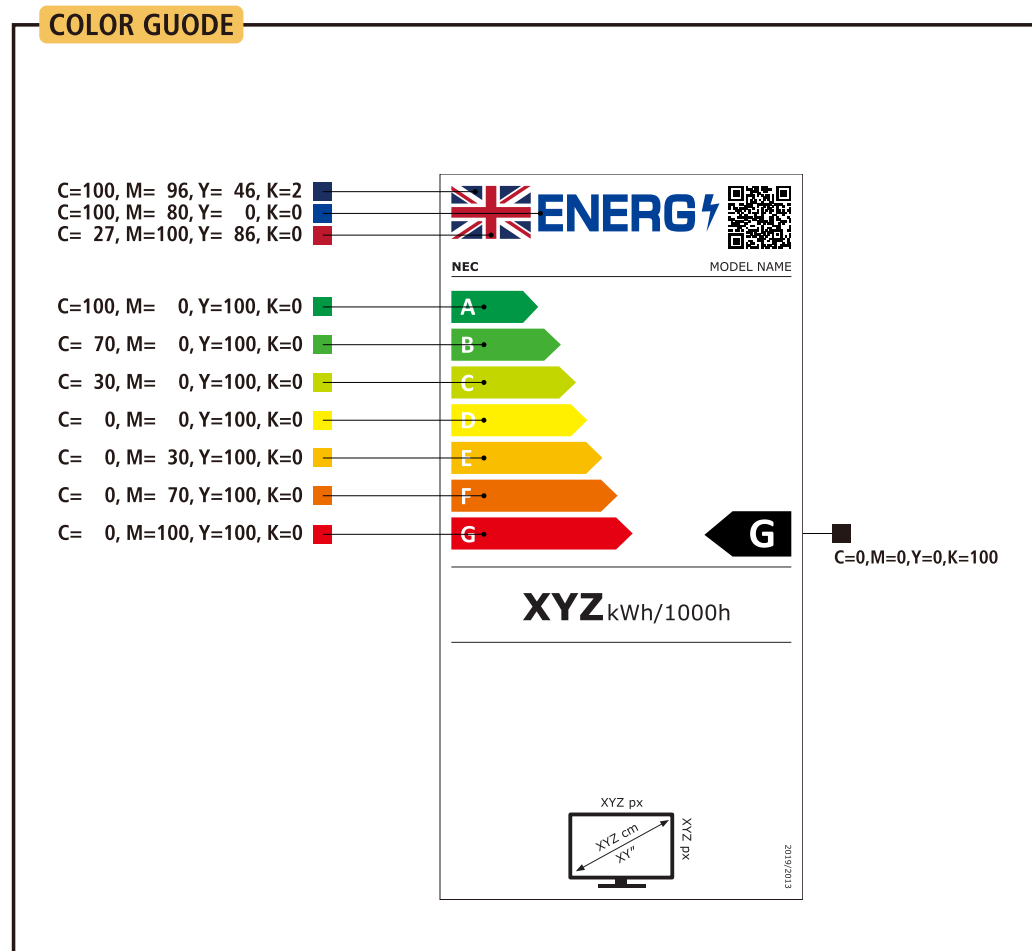 COLOR GUODE
C=100, M= 96, Y= 46, K=2
C=100, M= 80, Y= 0, K=0
C= 27, M=100, Y= 86, K=0
ENERG
NEC MODEL NAME
C=100, M= 0, Y=100, K=0 A
C= 70, M= 0, Y=100, K=0 B
C= 30, M= 0, Y=100, K=0 C
C= 0, M= 0, Y=100, K=0 D
C= 0, M= 30, Y=100, K=0 E
C= 0, M= 70, Y=100, K=0 F
C= 0, M=100, Y=100, K=0 G G
C=0,M=0,Y=0,K=100
XYZ kWh/1000h
XYZ px
XYZ cm
XY"
XYZ px
2019/2013